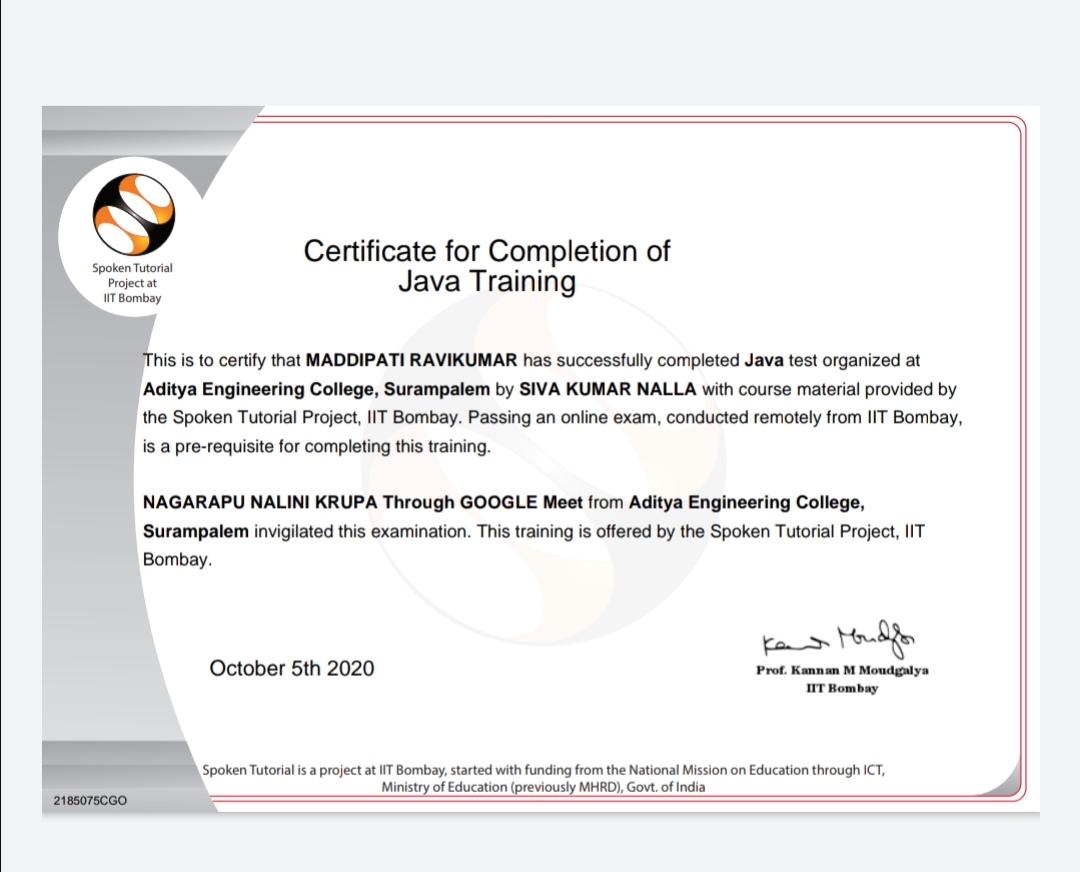 Spoken Tutorial
Project at
IIT Bombay
Certificate for Completion of
Java Training
This is to certify that MADDIPATI RAVIKUMAR has successfully completed Java test organized at
Aditya Engineering College, Surampalem by SIVA KUMAR NALLA with course material provided by
the Spoken Tutorial Project, IIT Bombay. Passing an online exam, conducted remotely from IIT Bombay,
is a pre-requisite for completing this training.
NAGARAPU NALINI KRUPA Through GOOGLE Meet from Aditya Engineering College,
Surampalem invigilated this examination. This training is offered by the Spoken Tutorial Project, IIT
Bombay.
October 5th 2020
Prof. Kannan M Moudgalya
IIT Bombay
Spoken Tutorial is a project at IIT Bombay, started with funding from the National Mission on Education through ICT,
Ministry of Education (previously MHRD), Govt. of India
2185075CGO